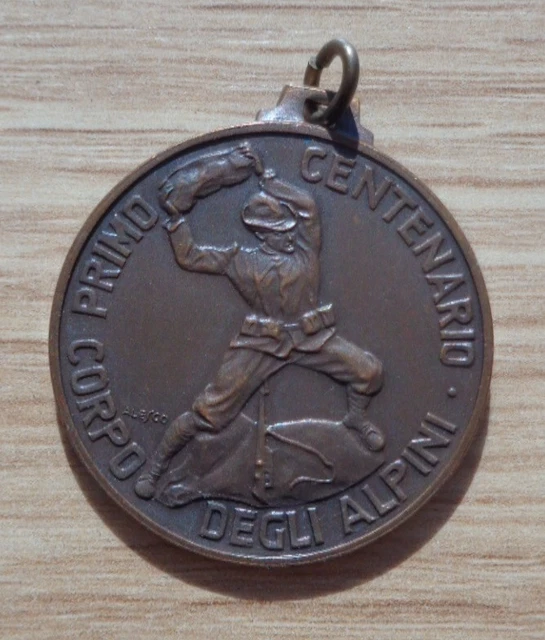 PRIMO CENTENARIO ·
CORPO DEGLI ALPINI